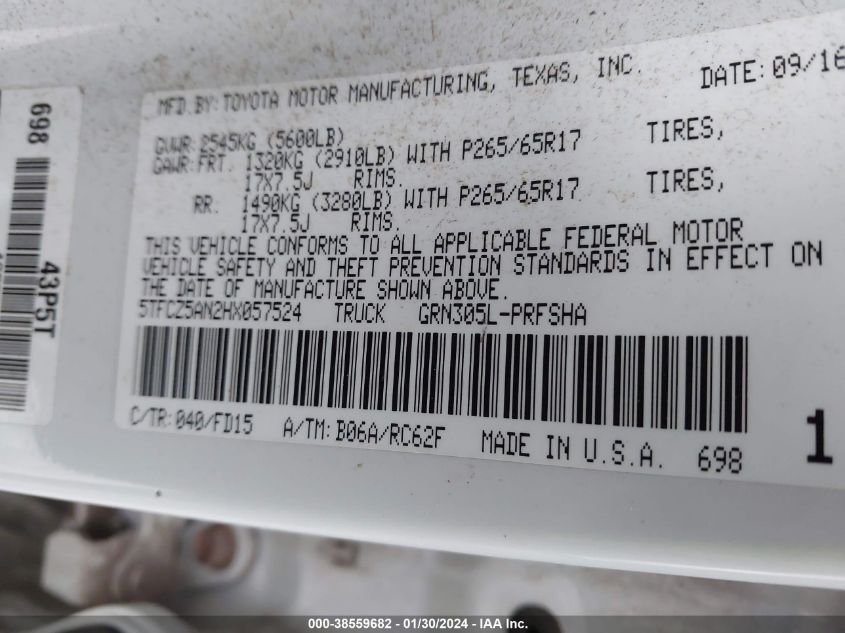 MFD.BY:TOYOTA MOTOR MANUFACTURING, TEXAS, INC. DATE:09/16
GVWR:2545KG (5600LB)
GAWR:FRT. 1320KG (2910LB) WITH P265/65R17 TIRES,
17X7.5J RIMS.
RR. 1490KG (3280LB) WITH P265/65R17 TIRES,
17X7.5J RIMS.
THIS VEHICLE CONFORMS TO ALL APPLICABLE FEDERAL MOTOR
VEHICLE SAFETY AND THEFT PREVENTION STANDARDS IN EFFECT ON
THE DATE OF MANUFACTURE SHOWN ABOVE.
5TFCZ5AN2HX057524 TRUCK GRN305L-PRFSHA
C/TR:040/FD15 A/TM:B06A/RC62F MADE IN U.S.A. 698
1
698
43P5T
000-38559682 - 01/30/2024 - IAA Inc.